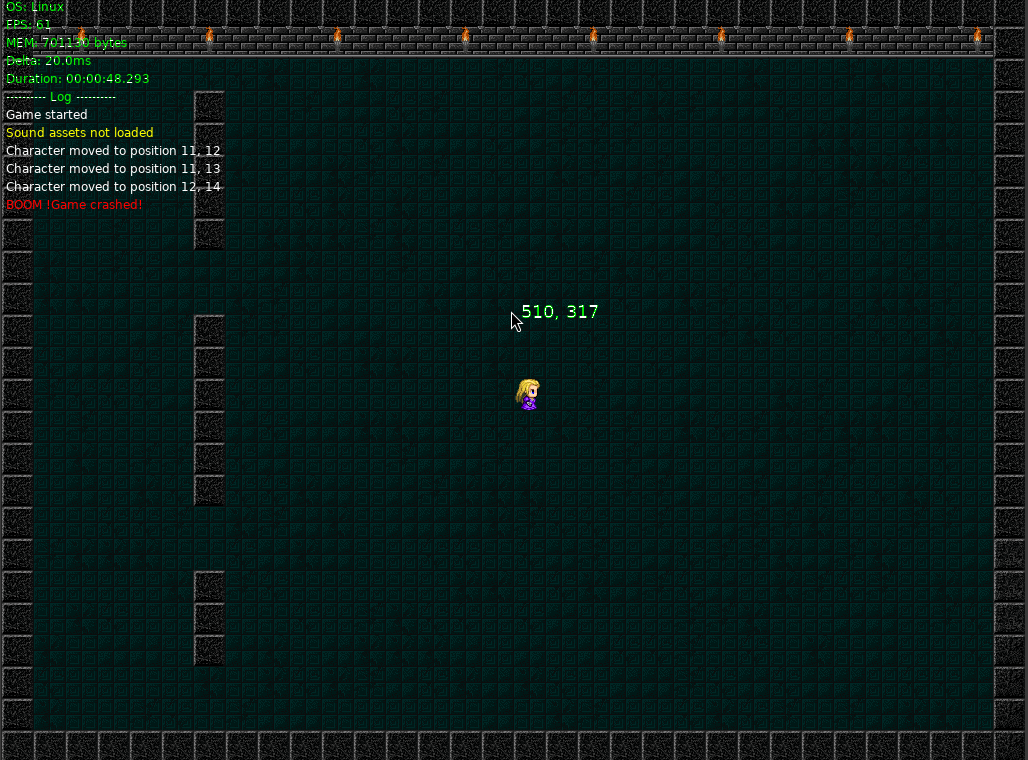 OS: Linux
FPS: 61
MEM: 701130 bytes
Delta: 20.0ms
Duration: 00:00:48.293
---------- Log ----------
Game started
Sound assets not loaded
Character moved to position 11, 12
Character moved to position 11, 13
Character moved to position 12, 14
BOOM !Game crashed!
510, 317